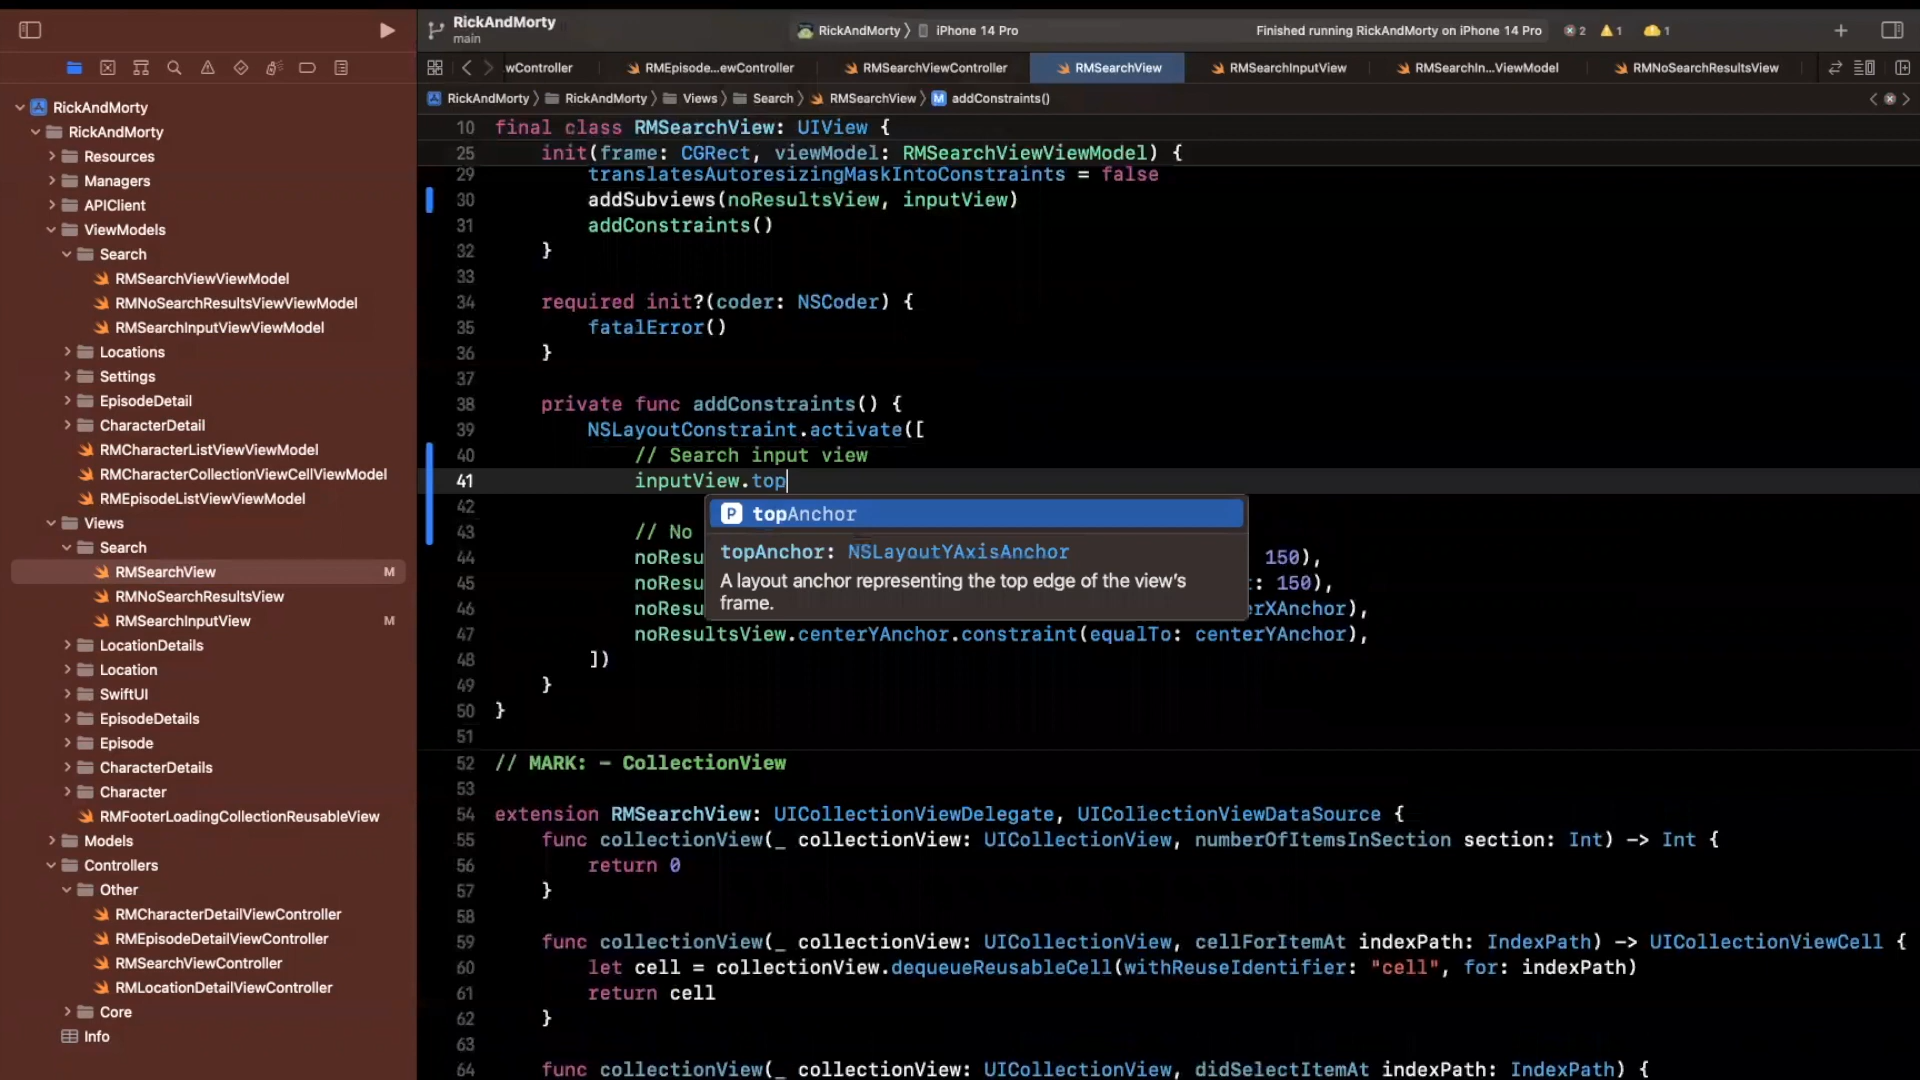 RickAndMorty
main
RickAndMorty
iPhone 14 Pro
Finished running RickAndMorty on iPhone 14 Pro
2
1
1
wController
RMEpisode...ewController
RMSearchViewController
RMSearchView
RMSearchInputView
RMSearchIn...ViewModel
RMNoSearchResultsView
RickAndMorty
RickAndMorty
Views
Search
RMSearchView
M addConstraints()
RickAndMorty
RickAndMorty
Resources
Managers
APIClient
ViewModels
Search
RMSearchViewViewModel
RMNoSearchResultsViewViewModel
RMSearchInputViewViewModel
Locations
Settings
EpisodeDetail
CharacterDetail
RMCharacterListViewViewModel
RMCharacterCollectionViewCellViewModel
RMEpisodeListViewViewModel
Views
Search
RMSearchView M
RMNoSearchResultsView
RMSearchInputView M
LocationDetails
Location
SwiftUI
EpisodeDetails
Episode
CharacterDetails
Character
RMFooterLoadingCollectionReusableView
Models
Controllers
Other
RMCharacterDetailViewController
RMEpisodeDetailViewController
RMSearchViewController
RMLocationDetailViewController
Core
Info
10 final class RMSearchView: UIView {
25 init(frame: CGRect, viewModel: RMSearchViewViewModel) {
29 translatesAutoresizingMaskIntoConstraints = false
30 addSubviews(noResultsView, inputView)
31 addConstraints()
32 }
33
34 required init?(coder: NSCoder) {
35 fatalError()
36 }
37
38 private func addConstraints() {
39 NSLayoutConstraint.activate([
40 // Search input view
41 inputView.top
42
43 // No
44 noResu 150),
45 noResu : 150),
46 noResu rXAnchor),
47 noResultsView.centerYAnchor.constraint(equalTo: centerYAnchor),
48 ])
49 }
50 }
51
52 // MARK: - CollectionView
53
54 extension RMSearchView: UICollectionViewDelegate, UICollectionViewDataSource {
55 func collectionView(_ collectionView: UICollectionView, numberOfItemsInSection section: Int) -> Int {
56 return 0
57 }
58
59 func collectionView(_ collectionView: UICollectionView, cellForItemAt indexPath: IndexPath) -> UICollectionViewCell {
60 let cell = collectionView.dequeueReusableCell(withReuseIdentifier: "cell", for: indexPath)
61 return cell
62 }
63
64 func collectionView(_ collectionView: UICollectionView, didSelectItemAt indexPath: IndexPath) {
P topAnchor
topAnchor: NSLayoutYAxisAnchor
A layout anchor representing the top edge of the view's
frame.